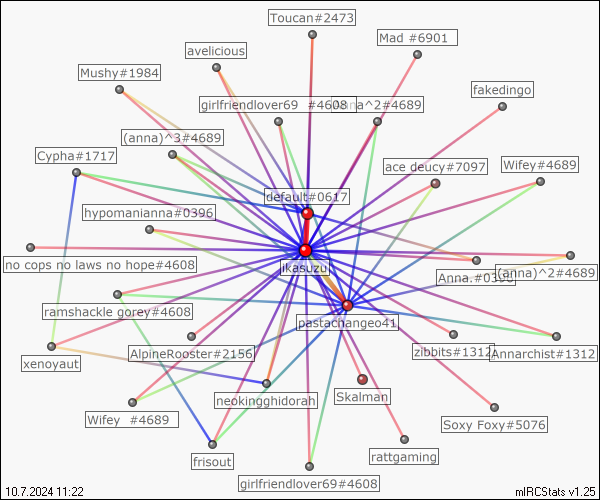 Toucan#2473
Mad #6901
avelicious
Mushy#1984
fakedingo
girlfriendlover69 #4608
a^2#4689
(anna)^3#4689
Cypha#1717
ace deucy#7097
Wifey#4689
default#0617
hypomanianna#0396
ikasuzu
no cops no laws no hope#4608
Anna.#0396
(anna)^2#4689
ramshackle gorey#4608
pastachangeo41
AlpineRooster#2156
zibbits#1312
Annarchist#1312
xenoyaut
neokingghidorah
Skalman
Wifey #4689
Soxy Foxy#5076
frisout
rattgaming
girlfriendlover69#4608
10.7.2024 11:22
mIRCStats v1.25